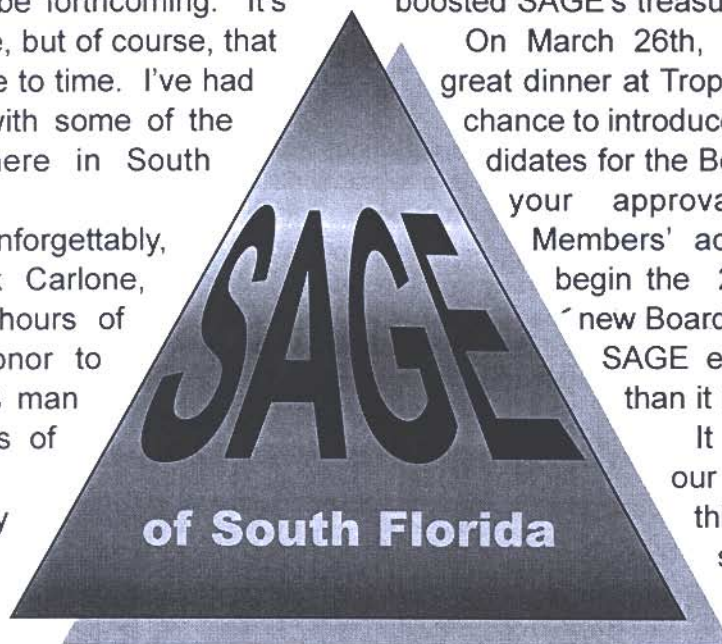 be forthcoming. It's
, but of course, that
e to time. I've had
with some of the
here in South
nforgettably,
Carlone,
hours of
onor to
man
s of
y
SAGE
of South Florida
boosted SAGE's treasu
On March 26th,
great dinner at Trop
chance to introduce
didates for the Bo
your approva
Members' ac
begin the 2
new Board
SAGE e
than it
It
our
th
s